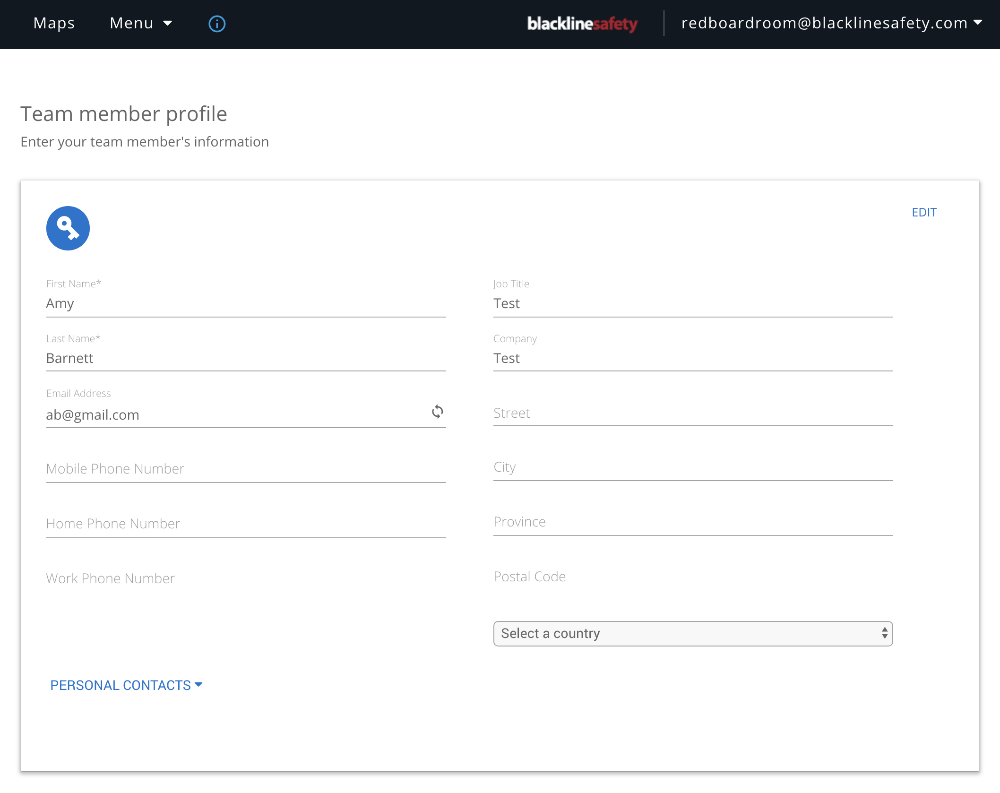 Maps Menu blacklinesafety redboardroom@blacklinesafety.com
Team member profile
Enter your team member's information
EDIT
First Name*
Amy
Last Name*
Barnett
Email Address
ab@gmail.com
Mobile Phone Number
Home Phone Number
Work Phone Number
Job Title
Test
Company
Test
Street
City
Province
Postal Code
Select a country
PERSONAL CONTACTS